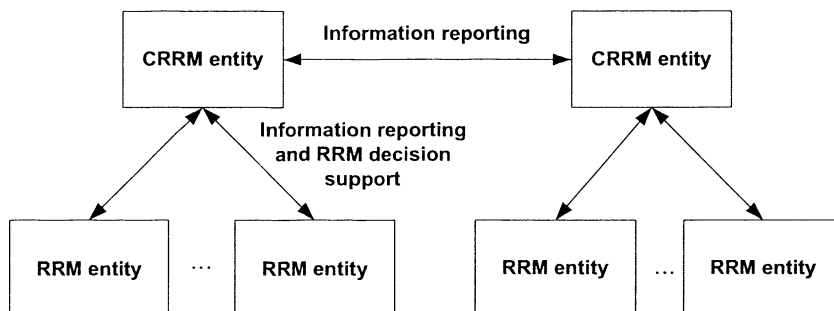 Information reporting
CRRM entity
CRRM entity
Information reporting
and RRM decision
support
RRM entity
...
RRM entity
RRM entity
...
RRM entity